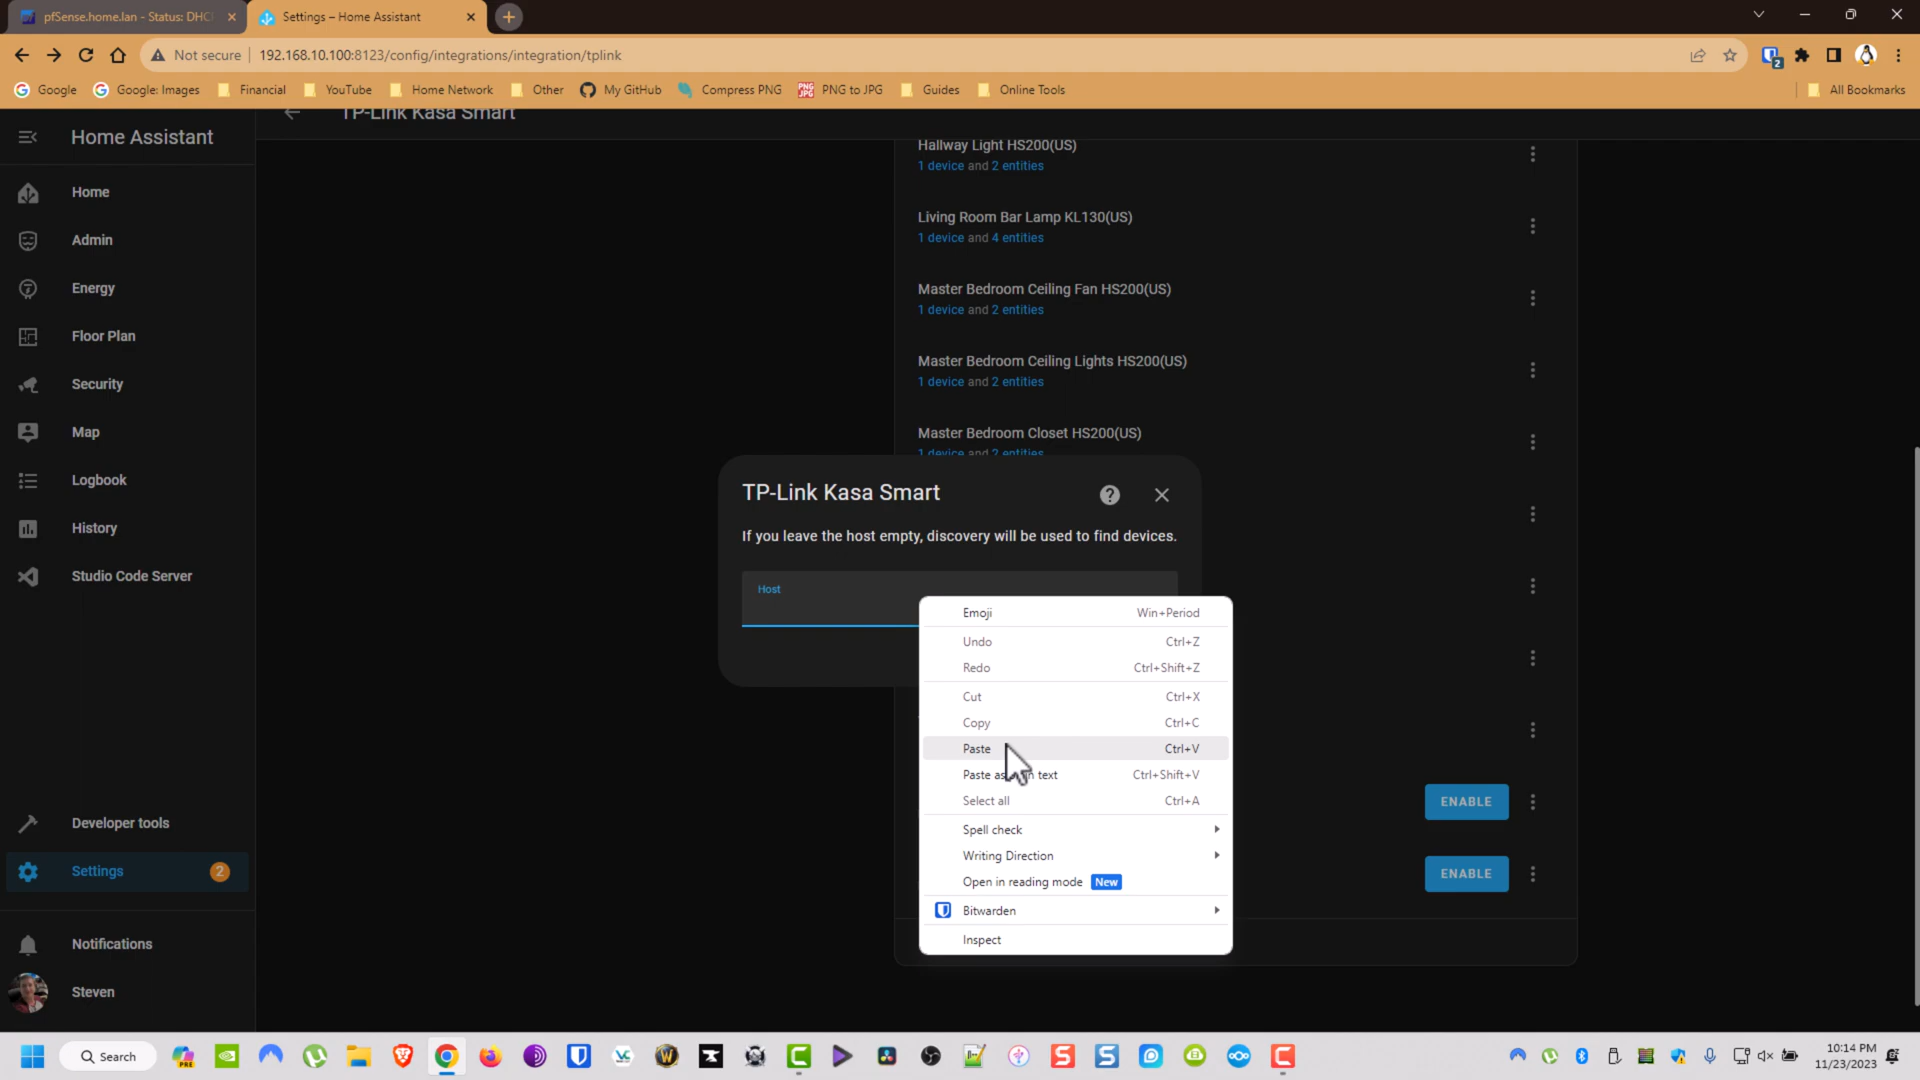 pfSense.home.lan - Status: DHC
Settings – Home Assistant
Not secure
192.168.10.100:8123/config/integrations/integration/tplink
2
Google
Google: Images
Financial
YouTube
Home Network
Other
My GitHub
Compress PNG
PNG to JPG
Guides
Online Tools
All Bookmarks
Home Assistant
TP-Link Kasa Smart
Home
Admin
Energy
Floor Plan
Security
Map
Logbook
History
Studio Code Server
Developer tools
Settings
2
Notifications
Steven
Hallway Light HS200(US)
1 device and 2 entities
Living Room Bar Lamp KL130(US)
1 device and 4 entities
Master Bedroom Ceiling Fan HS200(US)
1 device and 2 entities
Master Bedroom Ceiling Lights HS200(US)
1 device and 2 entities
Master Bedroom Closet HS200(US)
1 device and 2 entities
TP-Link Kasa Smart
If you leave the host empty, discovery will be used to find devices.
Host
Emoji Win+Period
Undo Ctrl+Z
Redo Ctrl+Shift+Z
Cut Ctrl+X
Copy Ctrl+C
Paste Ctrl+V
Paste as text Ctrl+Shift+V
Select all Ctrl+A
Spell check
Writing Direction
Open in reading mode New
Bitwarden
Inspect
ENABLE
ENABLE
Search
PRE
10:14 PM
11/23/2023